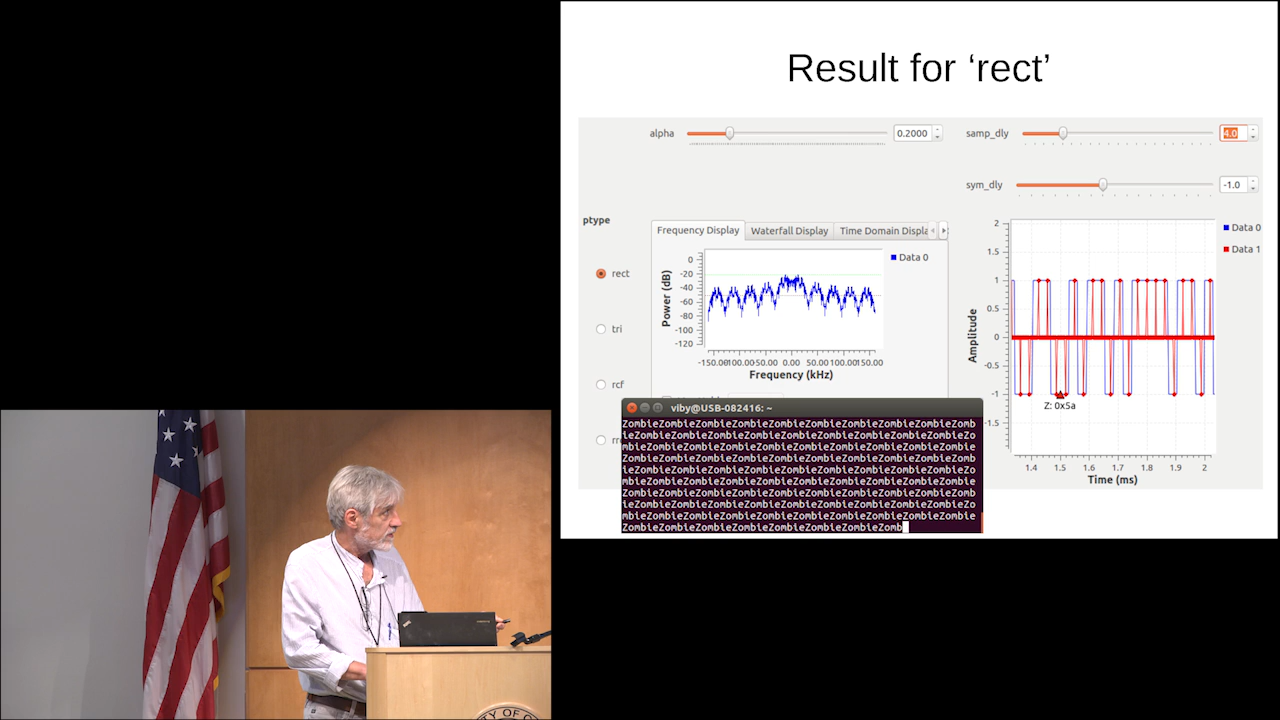 Result for ‘rect’
alpha
0.2000
samp_dly
4.0
sym_dly
-1.0
ptype
rect
tri
rcf
Frequency Display
Waterfall Display
Time Domain Displa
Data 0
0
-20
-40
-60
-80
-100
-120
Power (dB)
-150.00
100.00
-50.00
0.00
50.00
100.00
150.00
Frequency (kHz)
Data 0
Data 1
2
1.5
1
0.5
0
-0.5
-1
-1.5
Amplitude
Z: 0x5a
1.4 1.5 1.6 1.7 1.8 1.9 2
Time (ms)
viby@USB-082416: ~
ZombieZombieZombieZombieZombieZombieZombieZombieZombieZomb
ieZombieZombieZombieZombieZombieZombieZombieZombieZombieZo
mbieZombieZombieZombieZombieZombieZombieZombieZombieZombie
ZombieZombieZombieZombieZombieZombieZombieZombieZombieZomb
ieZombieZombieZombieZombieZombieZombieZombieZombieZombieZo
mbieZombieZombieZombieZombieZombieZombieZombieZombieZombie
ZombieZombieZombieZombieZombieZombieZombieZombieZombieZomb
ieZombieZombieZombieZombieZombieZombieZombieZombieZombieZo
mbieZombieZombieZombieZombieZombieZombieZombieZombieZombie
ZombieZombieZombieZombieZombieZombieZombieZomb